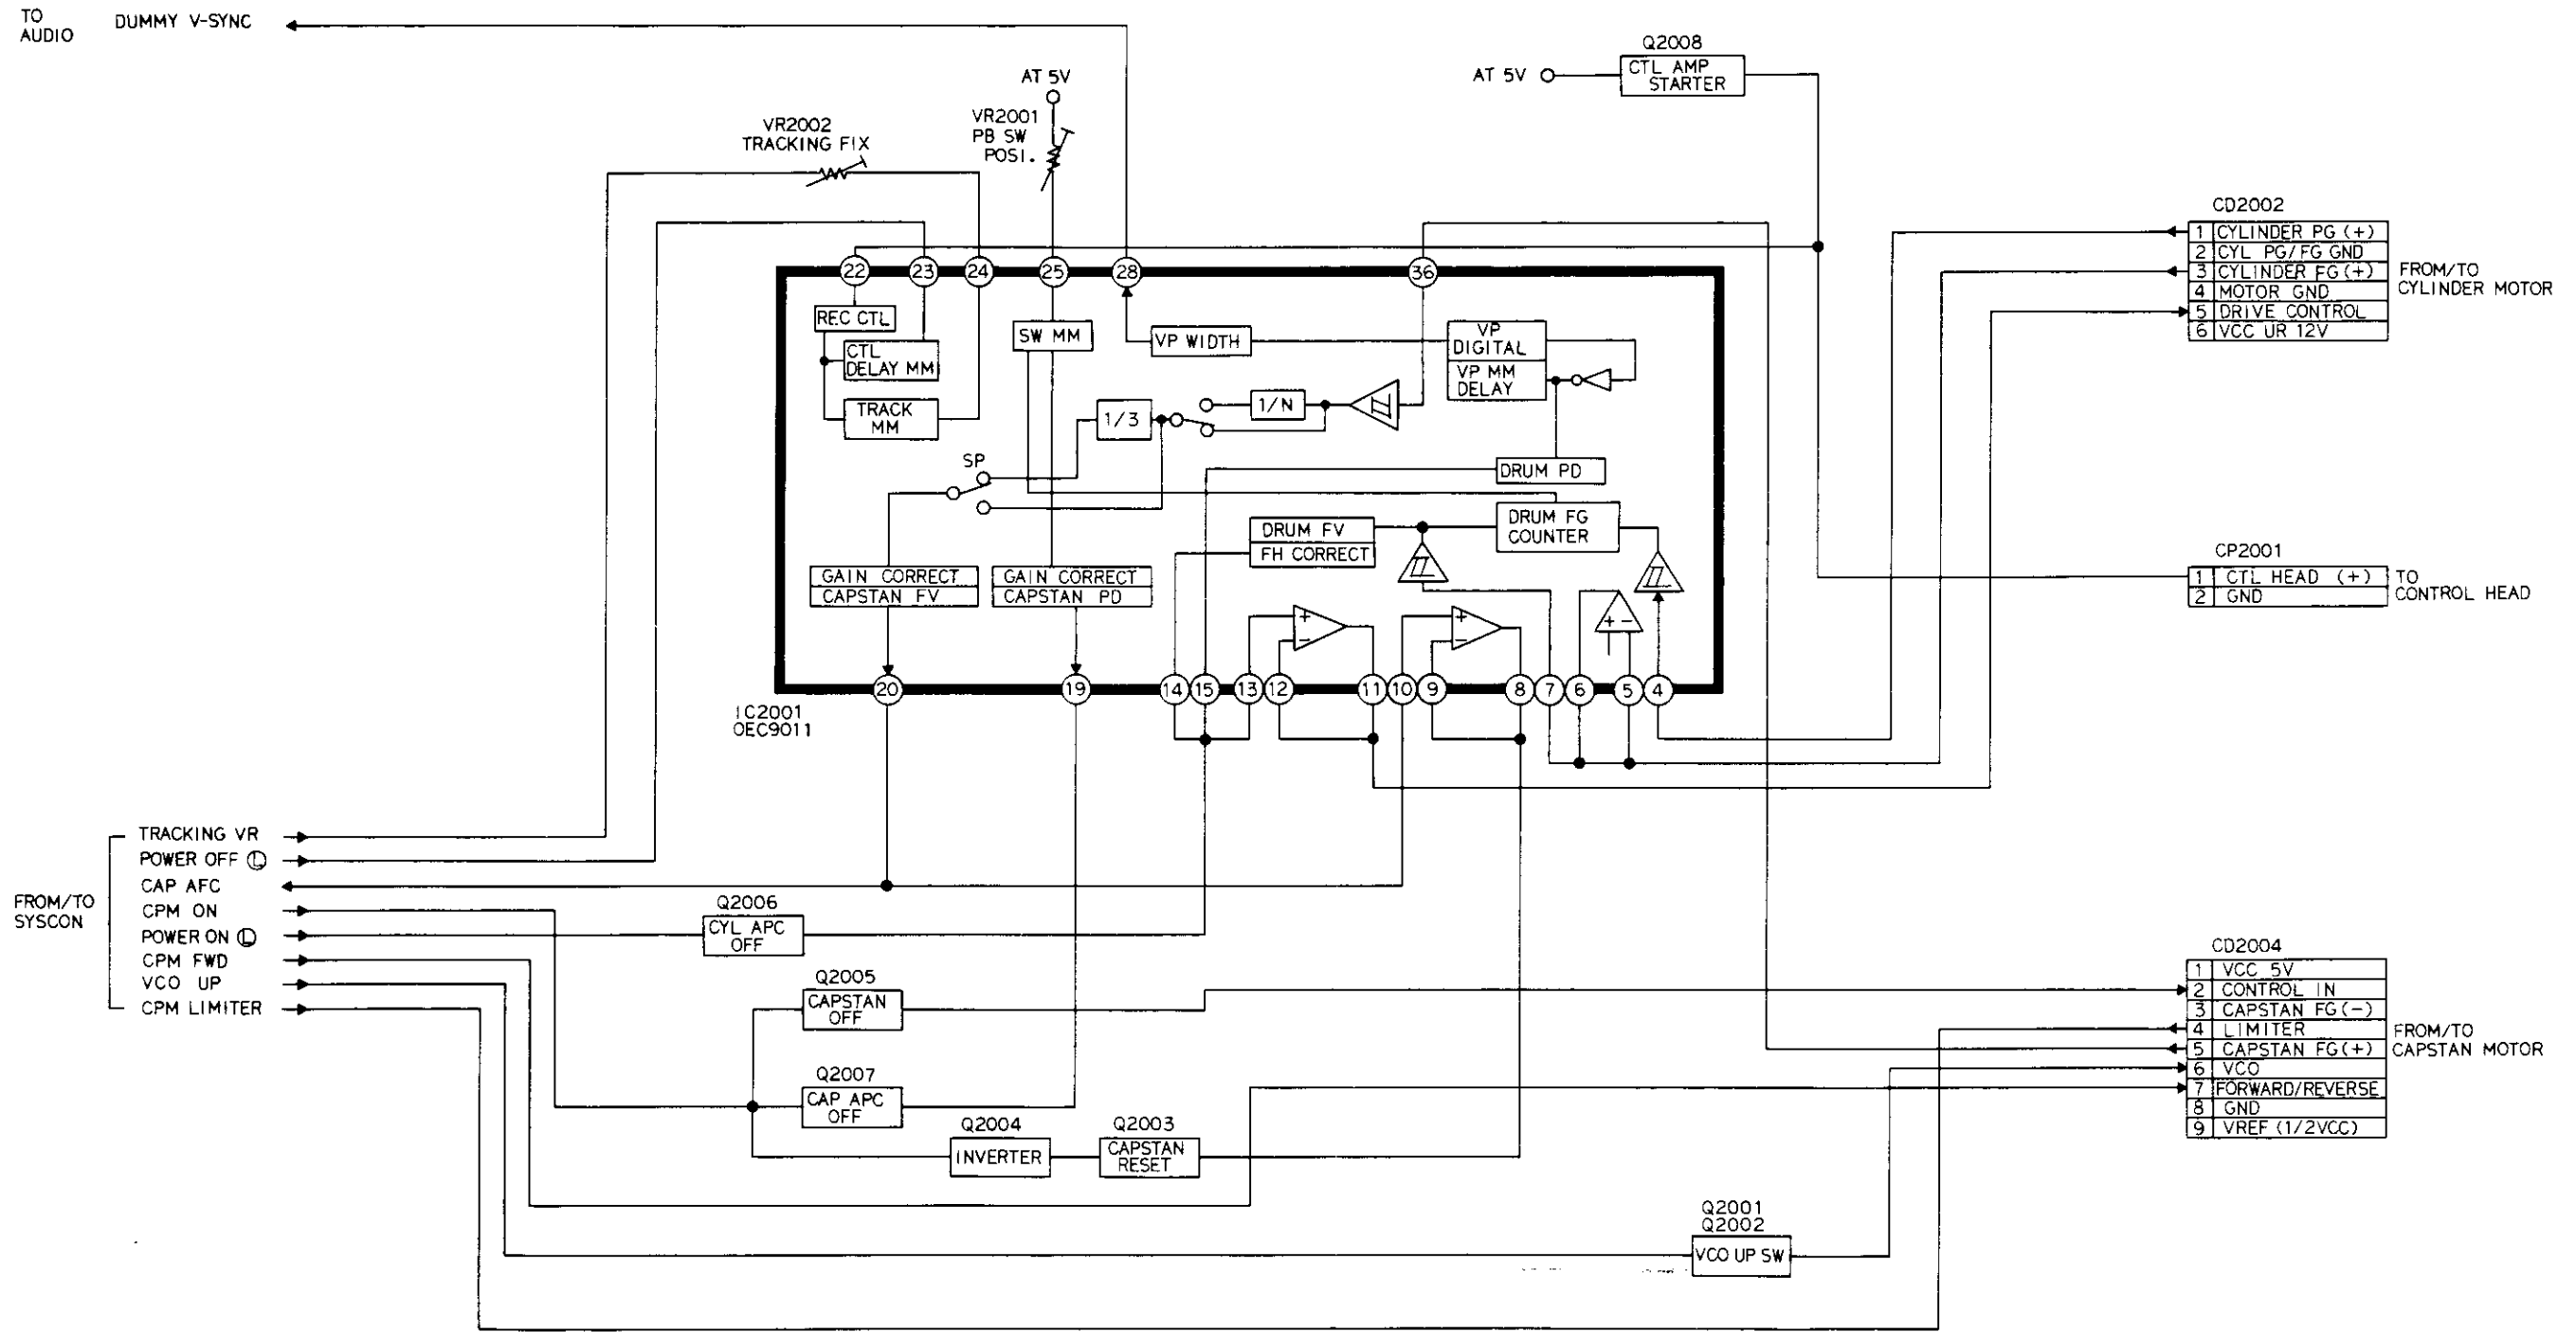 TO
AUDIO
DUMMY V-SYNC
AT 5V
VR2001
PB SW
POSI.
VR2002
TRACKING FIX
Q2008
AT 5V
CTL AMP
STARTER
22
23
24
25
28
36
REC CTL
CTL
DELAY MM
TRACK
MM
SW MM
VP WIDTH
VP
DIGITAL
VP MM
DELAY
1/3
1/N
SP
DRUM PD
DRUM FV
FH CORRECT
DRUM FG
COUNTER
GAIN CORRECT
CAPSTAN FV
GAIN CORRECT
CAPSTAN PD
+
−
+
−
+ −
20
19
14
15
13
12
11
10
9
8
7
6
5
4
IC2001
OEC9011
CD2002
1 CYLINDER PG (+)
2 CYL PG/FG GND
3 CYLINDER FG (+)
4 MOTOR GND
5 DRIVE CONTROL
6 VCC UR 12V
FROM/TO
CYLINDER MOTOR
CP2001
1 CTL HEAD (+)
2 GND
TO
CONTROL HEAD
FROM/TO
SYSCON
TRACKING VR
POWER OFF Ⓛ
CAP AFC
CPM ON
POWER ON Ⓛ
CPM FWD
VCO UP
CPM LIMITER
Q2006
CYL APC
OFF
Q2005
CAPSTAN
OFF
Q2007
CAP APC
OFF
Q2004
INVERTER
Q2003
CAPSTAN
RESET
Q2001
Q2002
VCO UP SW
CD2004
1 VCC 5V
2 CONTROL IN
3 CAPSTAN FG (−)
4 LIMITER
5 CAPSTAN FG (+)
6 VCO
7 FORWARD/REVERSE
8 GND
9 VREF (1/2VCC)
FROM/TO
CAPSTAN MOTOR